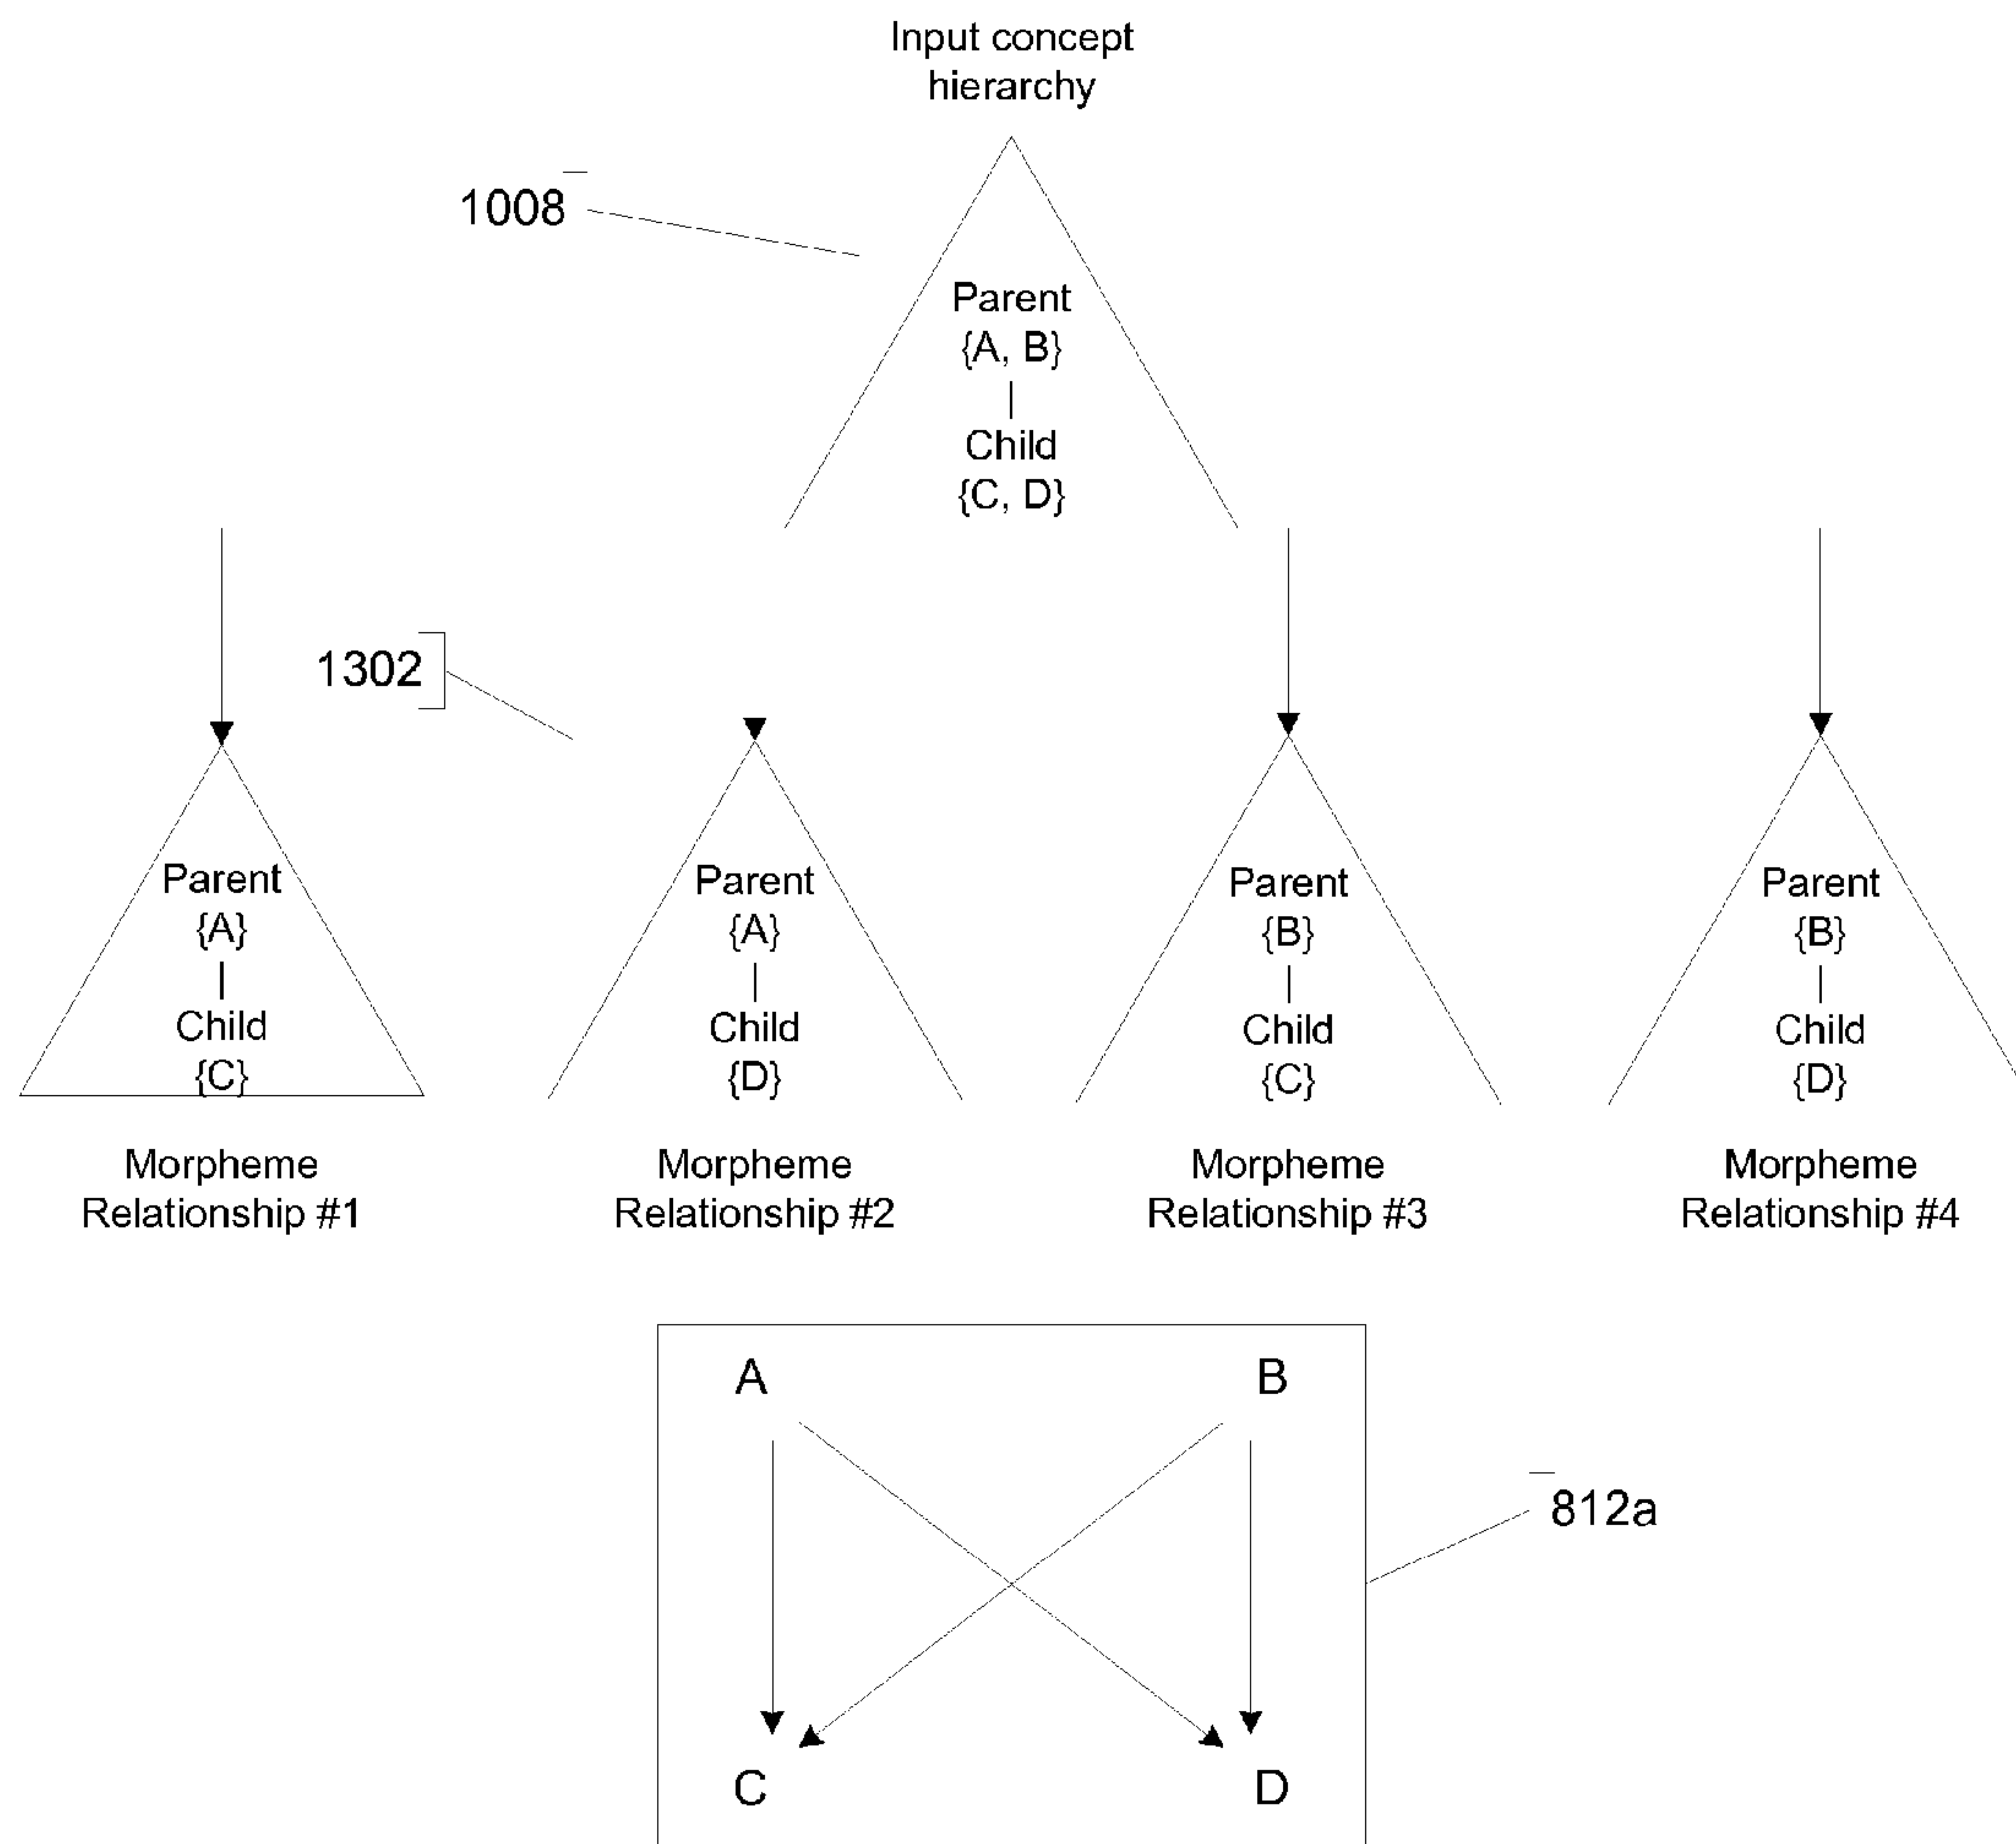 Input concept
hierarchy
1008
Parent
{A, B}
Child
{C, D}
1302
Parent
{A}
Child
{C}
Morpheme
Relationship #1
Parent
{A}
Child
{D}
Morpheme
Relationship #2
Parent
{B}
Child
{C}
Morpheme
Relationship #3
Parent
{B}
Child
{D}
Morpheme
Relationship #4
A B
812a
C D